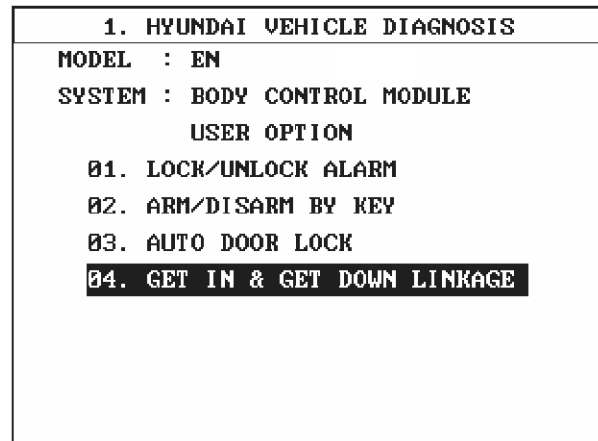 1. HYUNDAI VEHICLE DIAGNOSIS
MODEL : EN
SYSTEM : BODY CONTROL MODULE
USER OPTION
01. LOCK/UNLOCK ALARM
02. ARM/DISARM BY KEY
03. AUTO DOOR LOCK
04. GET IN & GET DOWN LINKAGE